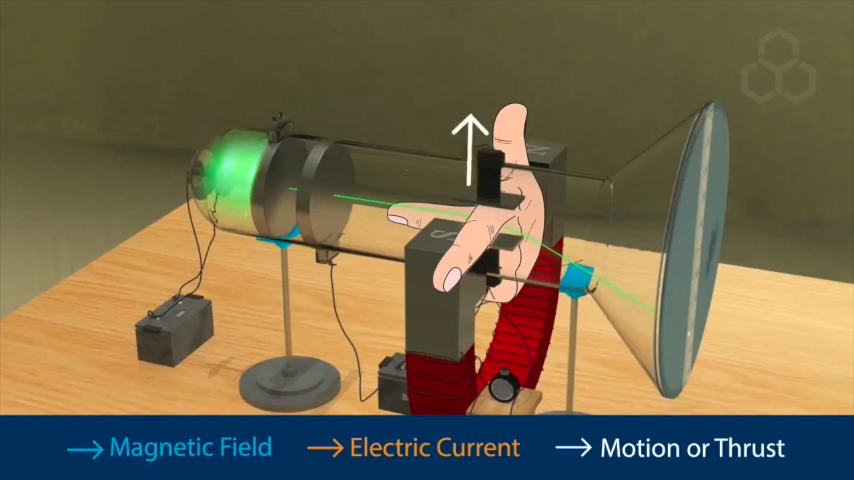 N
S
→ Magnetic Field → Electric Current → Motion or Thrust